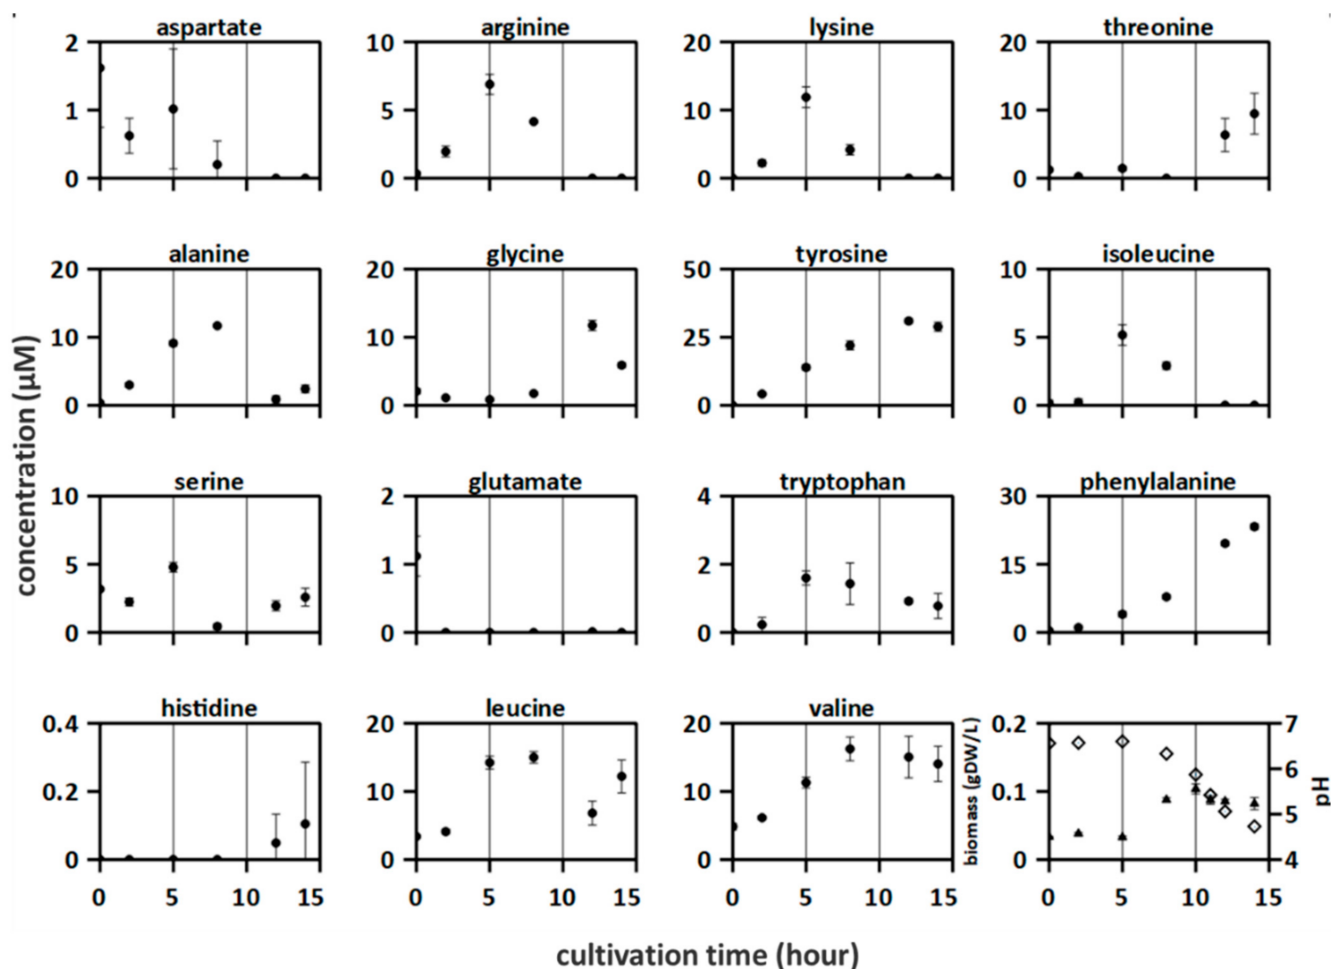 aspartate arginine lysine threonine
2 10 20 20
1 5 10 10
0 0 0 0
alanine glycine tyrosine isoleucine
20 20 50 10
10 10 25 5
0 0 0 0
serine glutamate tryptophan phenylalanine
10 2 4 30
5 1 2 15
0 0 0 0
histidine leucine valine
0.4 20 20 0.2 7
6
0.2 10 10 0.1
5
0 0 0 0 4
0 5 10 15 0 5 10 15 0 5 10 15 0 5 10 15
concentration (μM)
biomass (gDW/L)
pH
cultivation time (hour)